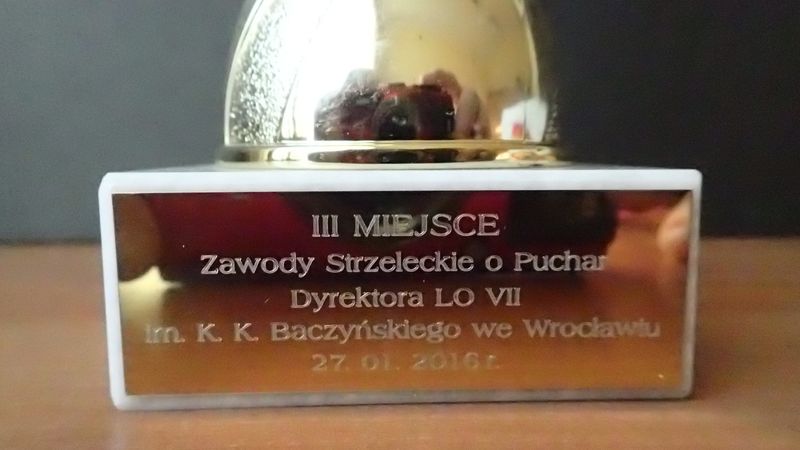 III MIEJSCE
Zawody Strzeleckie o Puchar
Dyrektora LO VII
im. K. K. Baczyńskiego we Wrocławiu
27. 01. 2016 r.